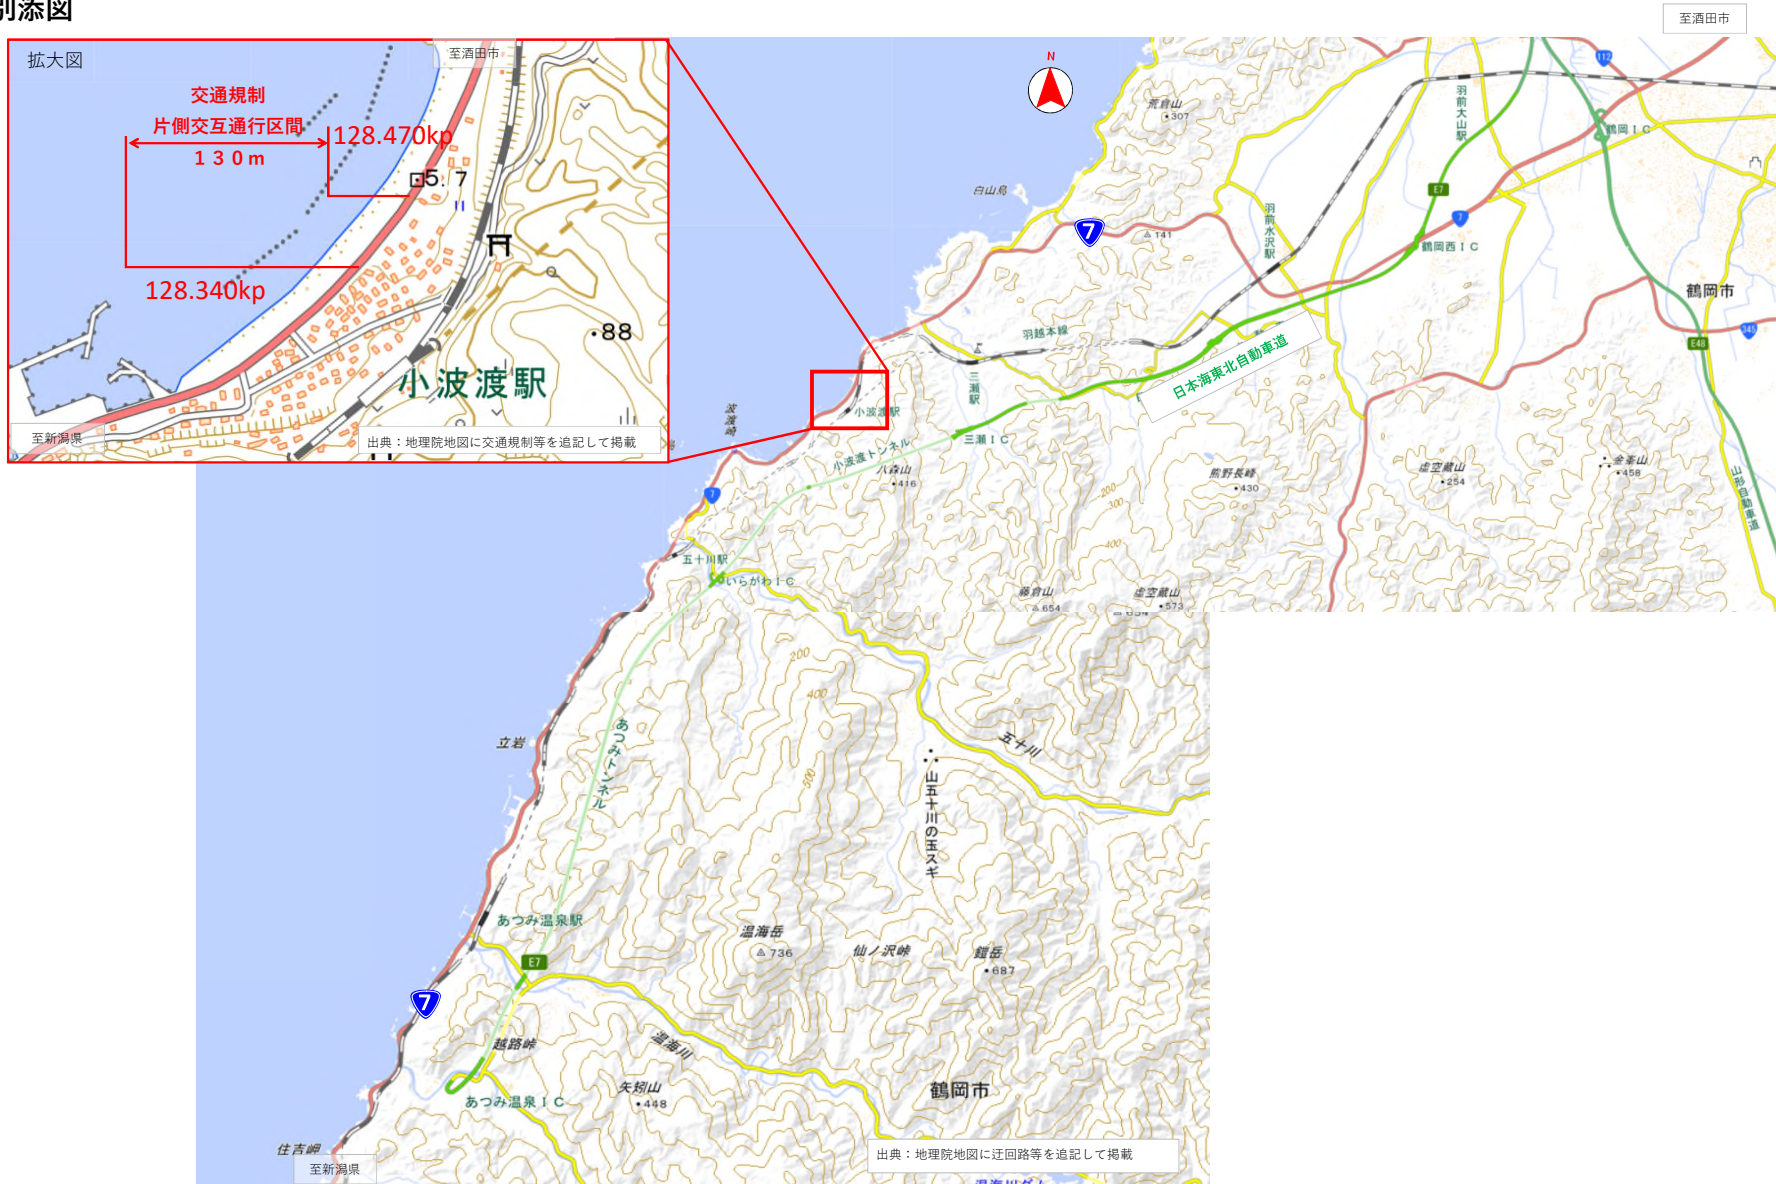 別添図
至酒田市
拡大図
至酒田市
交通規制
片側交互通行区間
130m
128.470kp
5.7
128.340kp
88
小波渡駅
至新潟県
出典：地理院地図に交通規制等を追記して掲載
N
荒倉山
307
白山島
7
141
羽前大山駅
112
鶴岡IC
E7
7
羽前水沢駅
鶴岡西IC
鶴岡市
345
E48
羽越本線
三瀬駅
日本海東北自動車道
小波渡駅
波渡崎
三瀬IC
小波渡トンネル
八森山
416
熊野長峰
430
虚空蔵山
254
金峯山
458
山形自動車道
200
300
400
7
五十川駅
いらがわIC
藤倉山
654
虚空蔵山
573
200
400
500
立岩
あつみトンネル
五十川
山五十川の玉スギ
あつみ温泉駅
E7
温海岳
736
仙ノ沢峠
鎧岳
687
7
越路峠
温海川
矢矧山
448
あつみ温泉IC
鶴岡市
住吉岬
至新潟県
出典：地理院地図に迂回路等を追記して掲載